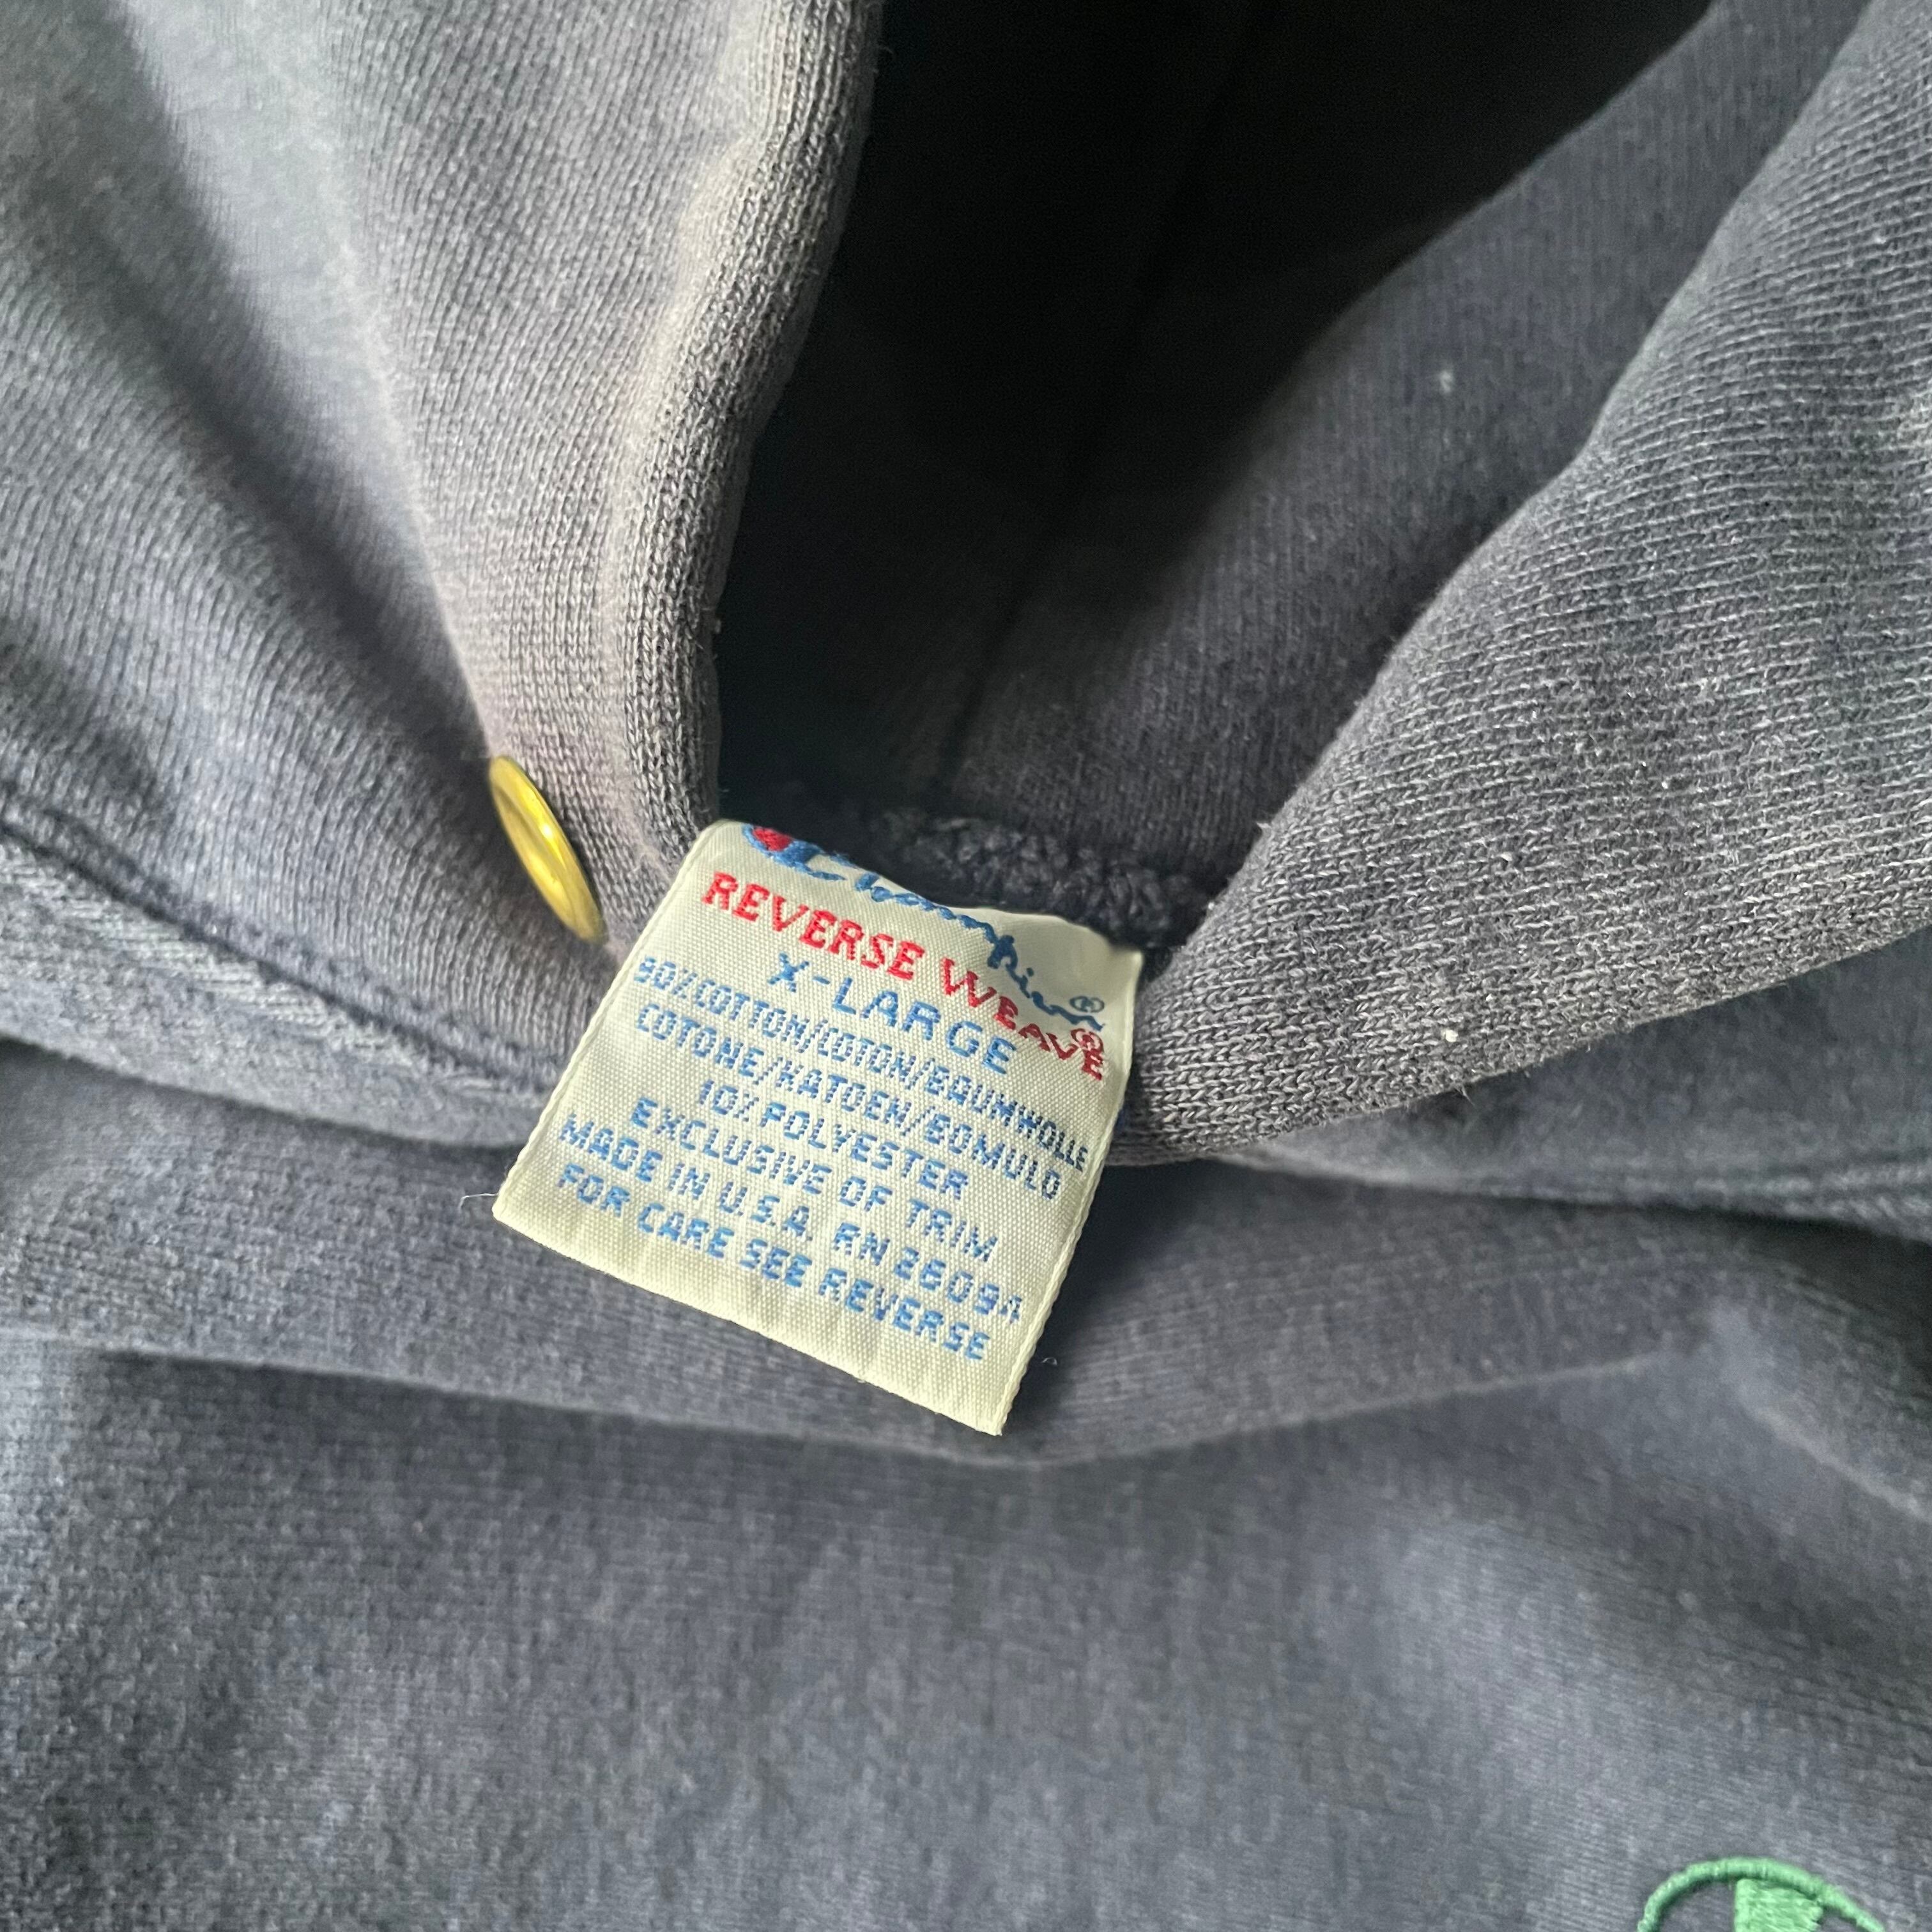 Champion®
REVERSE WEAVE®
X-LARGE
90% COTTON/COTON/BAUMWOLLE
COTONE/KATOEN/BOMULD
10% POLYESTER
EXCLUSIVE OF TRIM
MADE IN U.S.A. RN 26094
FOR CARE SEE REVERSE